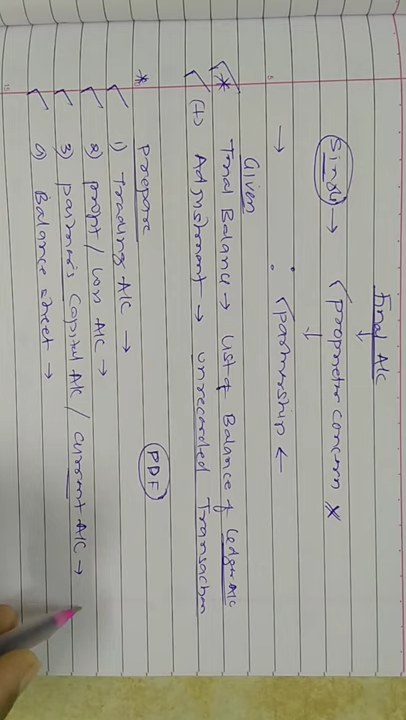 Final A/C
↓
Single → ( Proprietor concern X
↓
→ . ( Partnership ←
Given
* Trial Balance → List of Balance of Ledger A/C
(+) Adjustment → unrecorded Transaction
* Prepare
1) Trading A/C → PDF
2) Profit / Loss A/C →
3) Partner's Capital A/C / Current A/C →
4) Balance sheet →